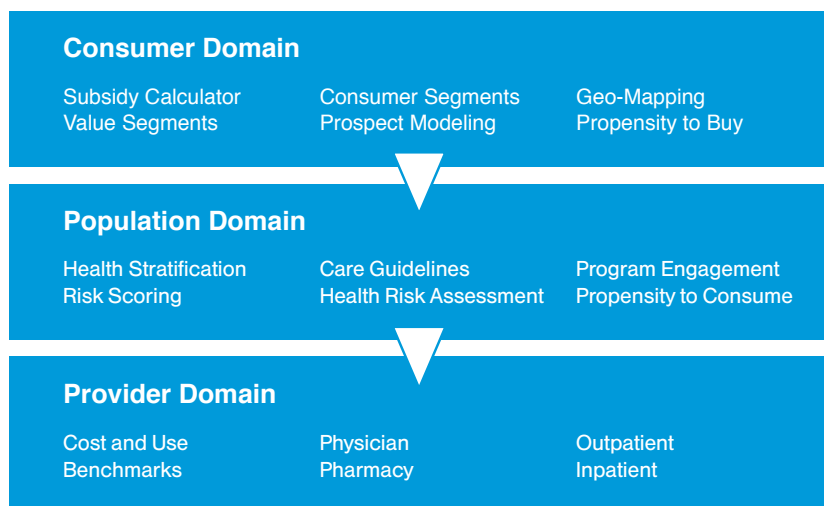 Consumer Domain
Subsidy Calculator Consumer Segments Geo-Mapping
Value Segments Prospect Modeling Propensity to Buy
Population Domain
Health Stratification Care Guidelines Program Engagement
Risk Scoring Health Risk Assessment Propensity to Consume
Provider Domain
Cost and Use Physician Outpatient
Benchmarks Pharmacy Inpatient